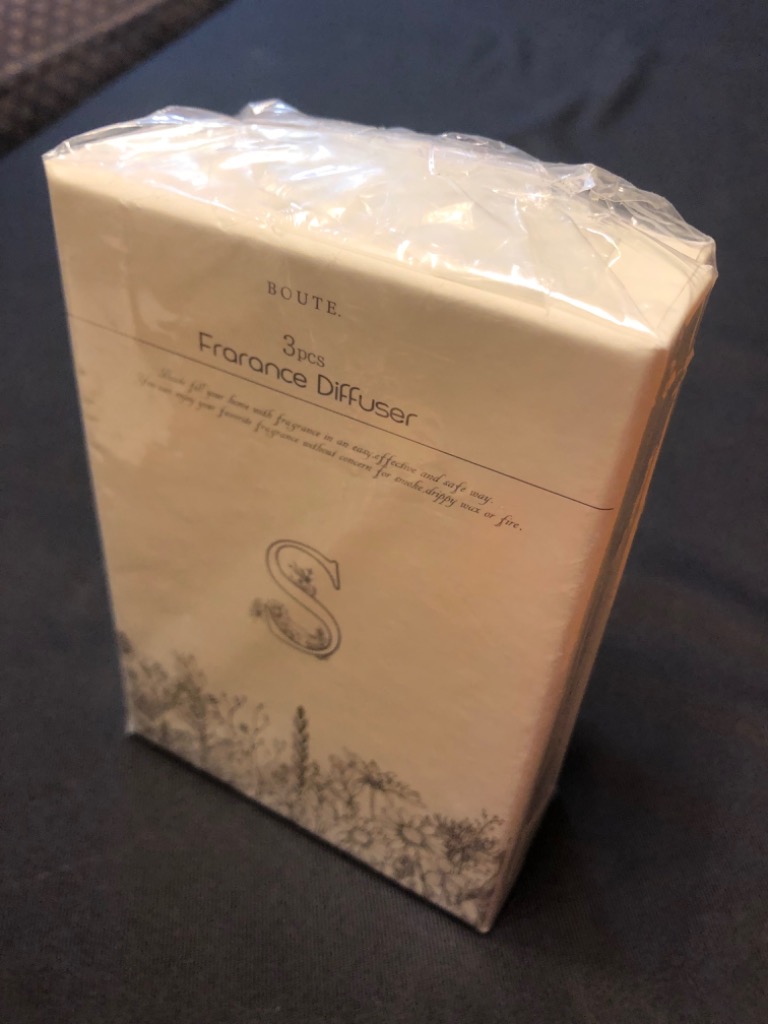 BOUTE.
3pcs
Frarance Diffuser
fill your home with fragrance in an easy,effective and safe way.
You can enjoy your favorite fragrance without concern for smoke,drippy wax or fire.
S